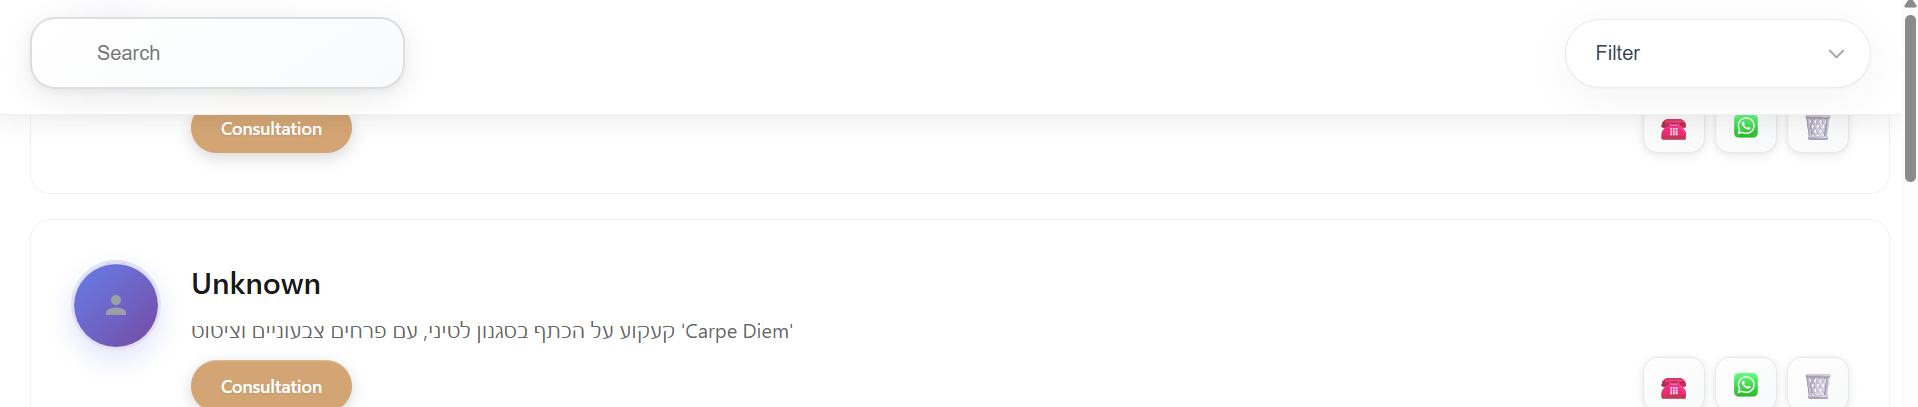 Search
Filter
Consultation
Unknown
קעקוע על הכתף בסגנון לטיני, עם פרחים צבעוניים וציטוט 'Carpe Diem'
Consultation